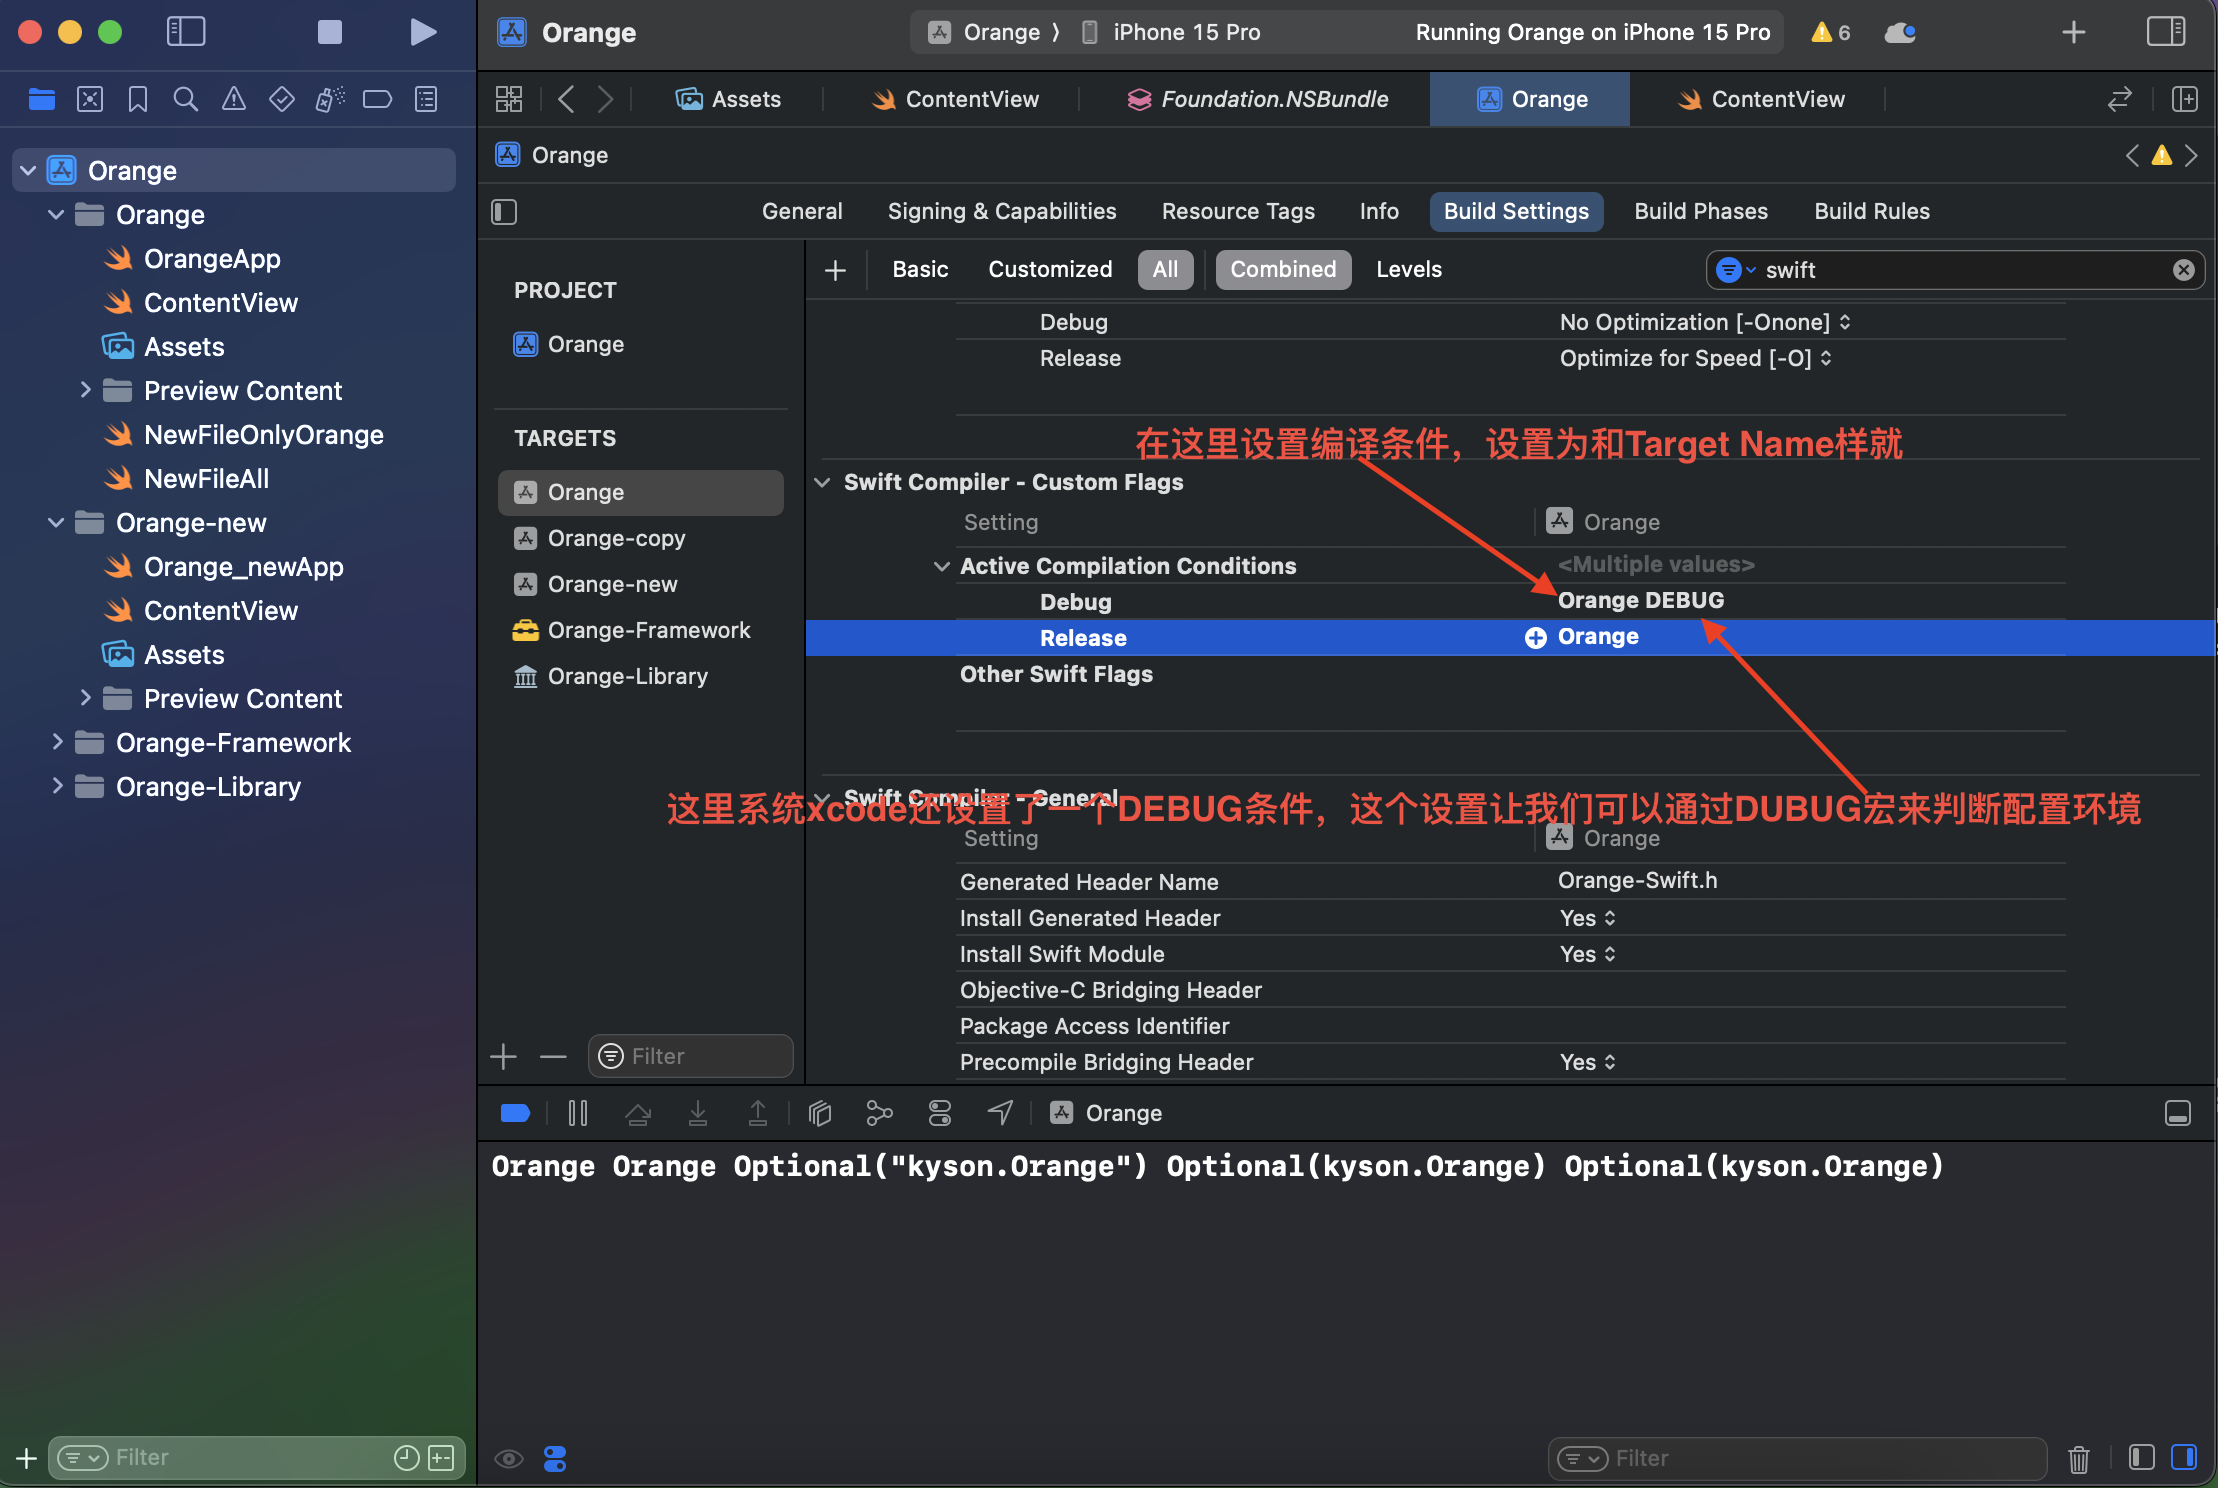 Orange
Orange 〉 iPhone 15 Pro
Running Orange on iPhone 15 Pro
6
Assets
ContentView
Foundation.NSBundle
Orange
ContentView
Orange
Orange
Orange
OrangeApp
ContentView
Assets
Preview Content
NewFileOnlyOrange
NewFileAll
Orange-new
Orange_newApp
ContentView
Assets
Preview Content
Orange-Framework
Orange-Library
Filter
General
Signing & Capabilities
Resource Tags
Info
Build Settings
Build Phases
Build Rules
PROJECT
Orange
TARGETS
Orange
Orange-copy
Orange-new
Orange-Framework
Orange-Library
Filter
Basic
Customized
All
Combined
Levels
swift
Debug No Optimization [-Onone]
Release Optimize for Speed [-O]
在这里设置编译条件，设置为和Target Name样就
Swift Compiler - Custom Flags
Setting Orange
Active Compilation Conditions <Multiple values>
Debug Orange DEBUG
Release Orange
Other Swift Flags
Swift Compiler - General
这里系统xcode还设置了一个DEBUG条件，这个设置让我们可以通过DUBUG宏来判断配置环境
Setting Orange
Generated Header Name Orange-Swift.h
Install Generated Header Yes
Install Swift Module Yes
Objective-C Bridging Header
Package Access Identifier
Precompile Bridging Header Yes
Orange
Orange Orange Optional("kyson.Orange") Optional(kyson.Orange) Optional(kyson.Orange)
Filter